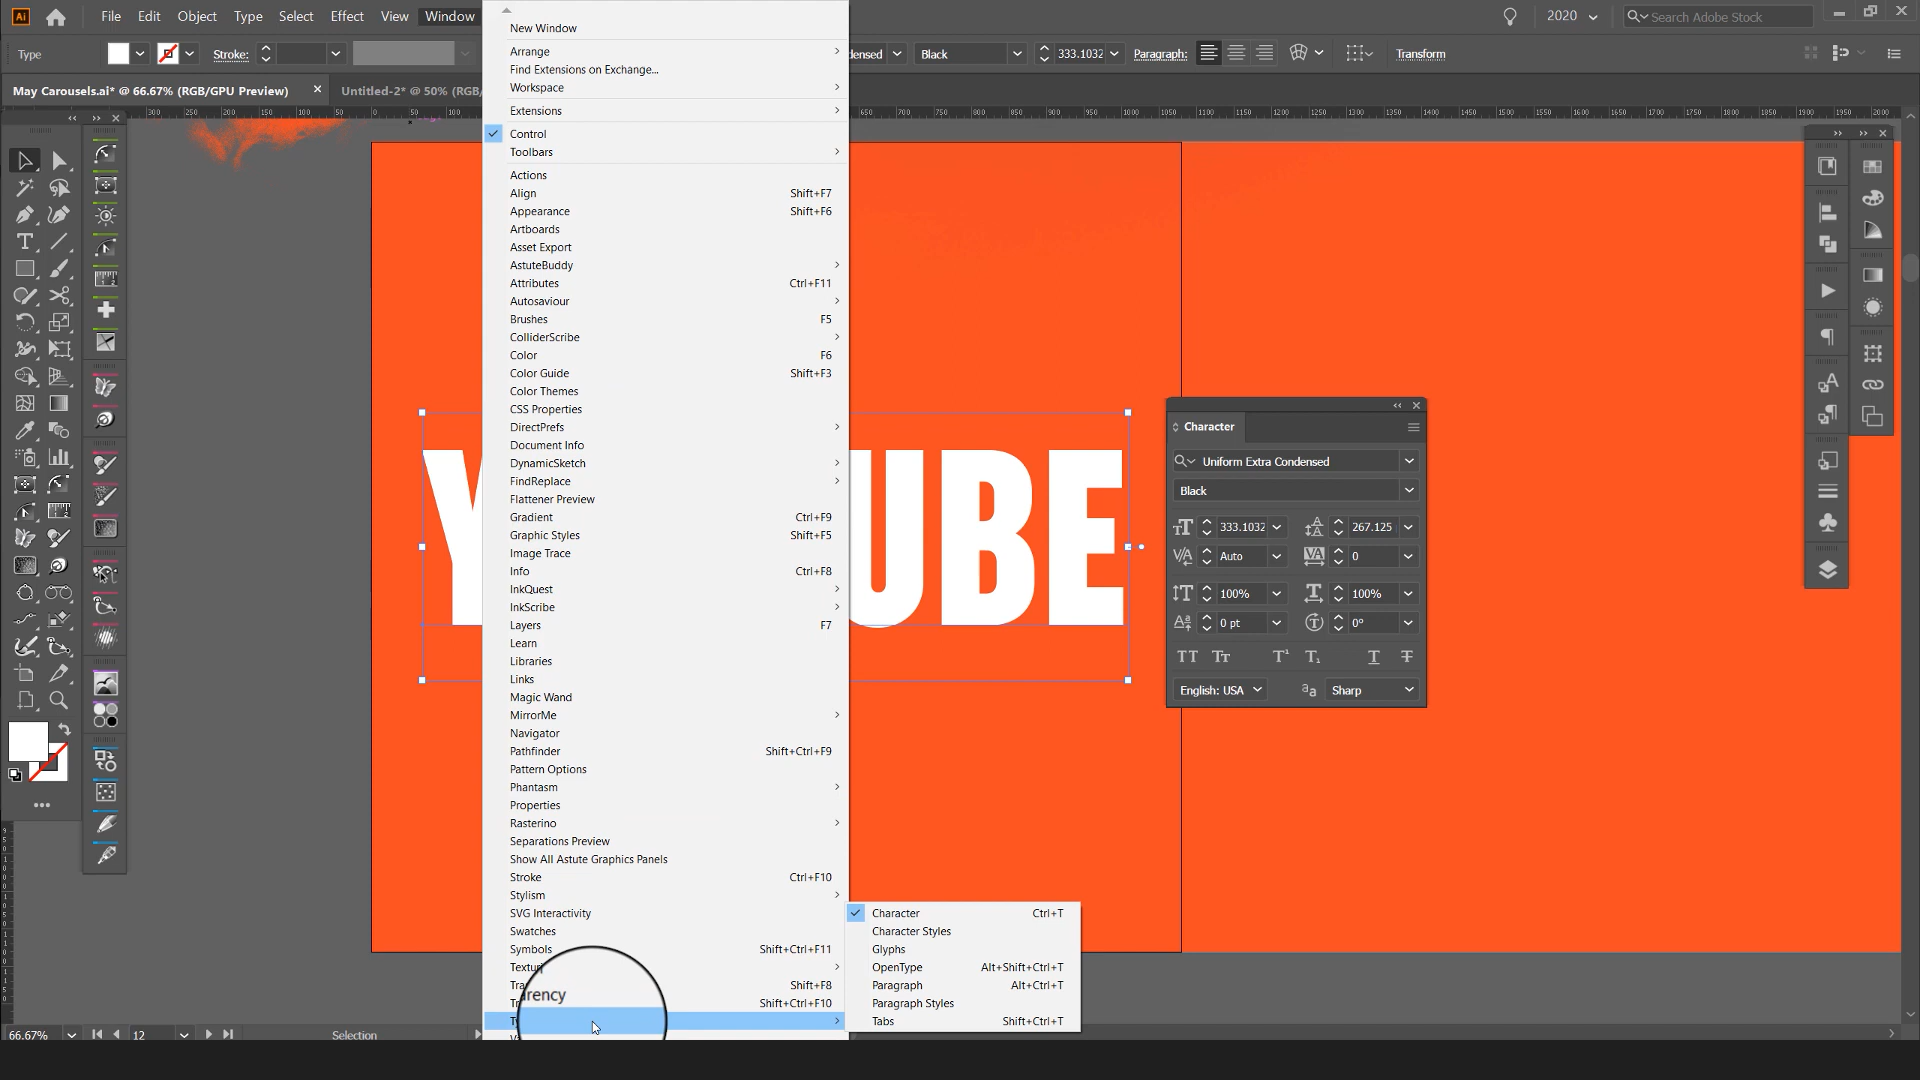 Ai File Edit Object Type Select Effect View Window 2020 Search Adobe Stock
Type Stroke: Black 333.1032 Paragraph: Transform
May Carousels.ai* @ 66.67% (RGB/GPU Preview) Untitled-2* @ 50%
New Window
Arrange
Find Extensions on Exchange...
Workspace
Extensions
Control
Toolbars
Actions
Align Shift+F7
Appearance Shift+F6
Artboards
Asset Export
AstuteBuddy
Attributes Ctrl+F11
Autosaviour
Brushes F5
ColliderScribe
Color F6
Color Guide Shift+F3
Color Themes
CSS Properties
DirectPrefs
Document Info
DynamicSketch
FindReplace
Flattener Preview
Gradient Ctrl+F9
Graphic Styles Shift+F5
Image Trace
Info Ctrl+F8
InkQuest
InkScribe
Layers F7
Learn
Libraries
Links
Magic Wand
MirrorMe
Navigator
Pathfinder Shift+Ctrl+F9
Pattern Options
Phantasm
Properties
Rasterino
Separations Preview
Show All Astute Graphics Panels
Stroke Ctrl+F10
Stylism
SVG Interactivity
Swatches
Symbols Shift+Ctrl+F11
Shift+F8
Shift+Ctrl+F10
Character Ctrl+T
Character Styles
Glyphs
OpenType Alt+Shift+Ctrl+T
Paragraph Alt+Ctrl+T
Paragraph Styles
Tabs Shift+Ctrl+T
Y UBE
Character
Uniform Extra Condensed
Black
333.1032 267.125
Auto 0
100% 100%
0 pt 0°
English: USA Sharp
66.67% 12 Selection